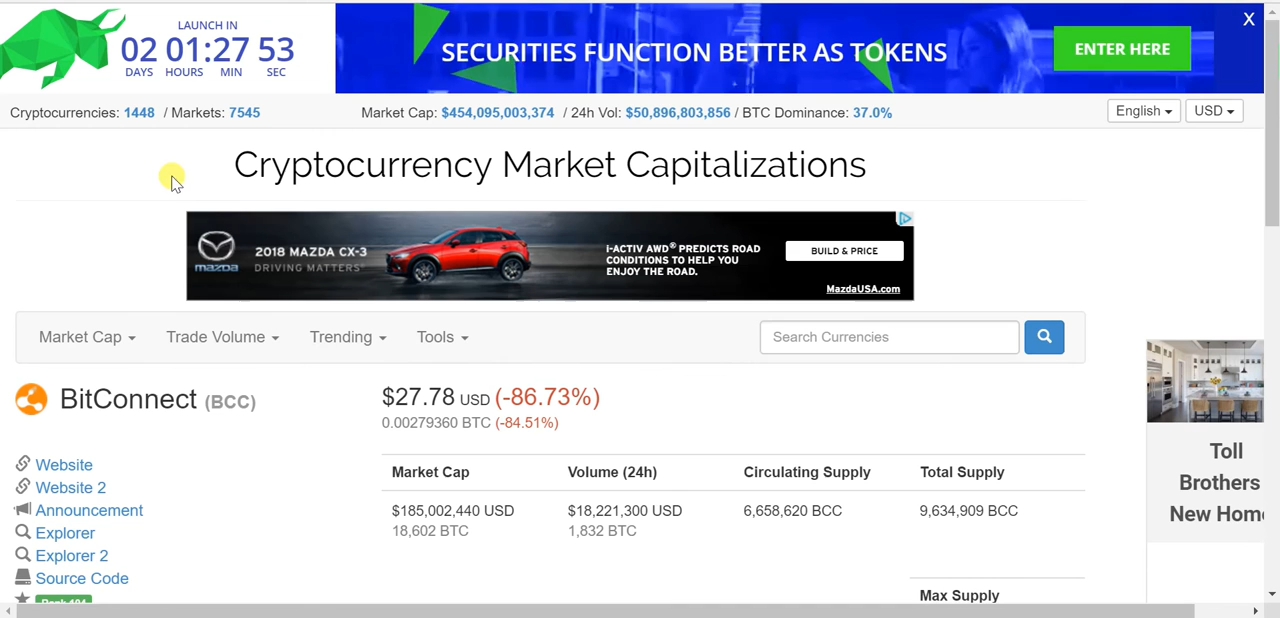 LAUNCH IN
02 01:27 53
DAYS HOURS MIN SEC
SECURITIES FUNCTION BETTER AS TOKENS
ENTER HERE
X
Cryptocurrencies: 1448 / Markets: 7545
Market Cap: $454,095,003,374 / 24h Vol: $50,896,803,856 / BTC Dominance: 37.0%
English
USD
Cryptocurrency Market Capitalizations
mazda
2018 MAZDA CX-3
DRIVING MATTERS®
i-ACTIV AWD® PREDICTS ROAD
CONDITIONS TO HELP YOU
ENJOY THE ROAD.
BUILD & PRICE
MazdaUSA.com
Market Cap Trade Volume Trending Tools
Search Currencies
BitConnect (BCC)
$27.78 USD (-86.73%)
0.00279360 BTC (-84.51%)
Website
Website 2
Announcement
Explorer
Explorer 2
Source Code
Market Cap Volume (24h) Circulating Supply Total Supply
$185,002,440 USD $18,221,300 USD 6,658,620 BCC 9,634,909 BCC
18,602 BTC 1,832 BTC
Max Supply
Toll
Brothers
New Home